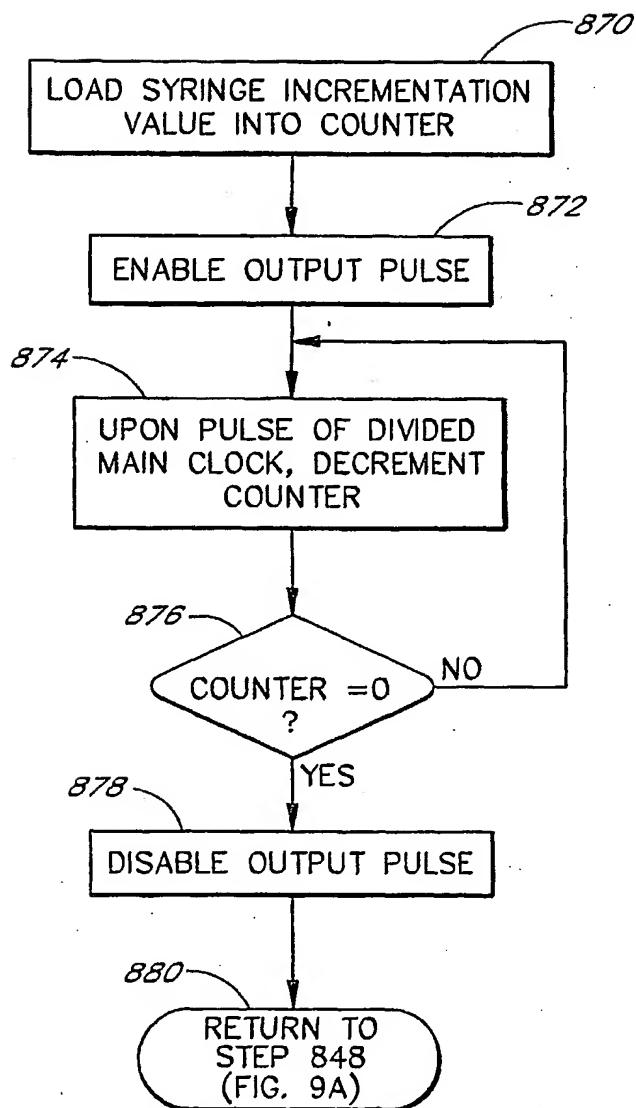 870
LOAD SYRINGE INCREMENTATION
VALUE INTO COUNTER
872
ENABLE OUTPUT PULSE
874
UPON PULSE OF DIVIDED
MAIN CLOCK, DECREMENT
COUNTER
876
COUNTER =0
?
NO
YES
878
DISABLE OUTPUT PULSE
880
RETURN TO
STEP 848
(FIG. 9A)